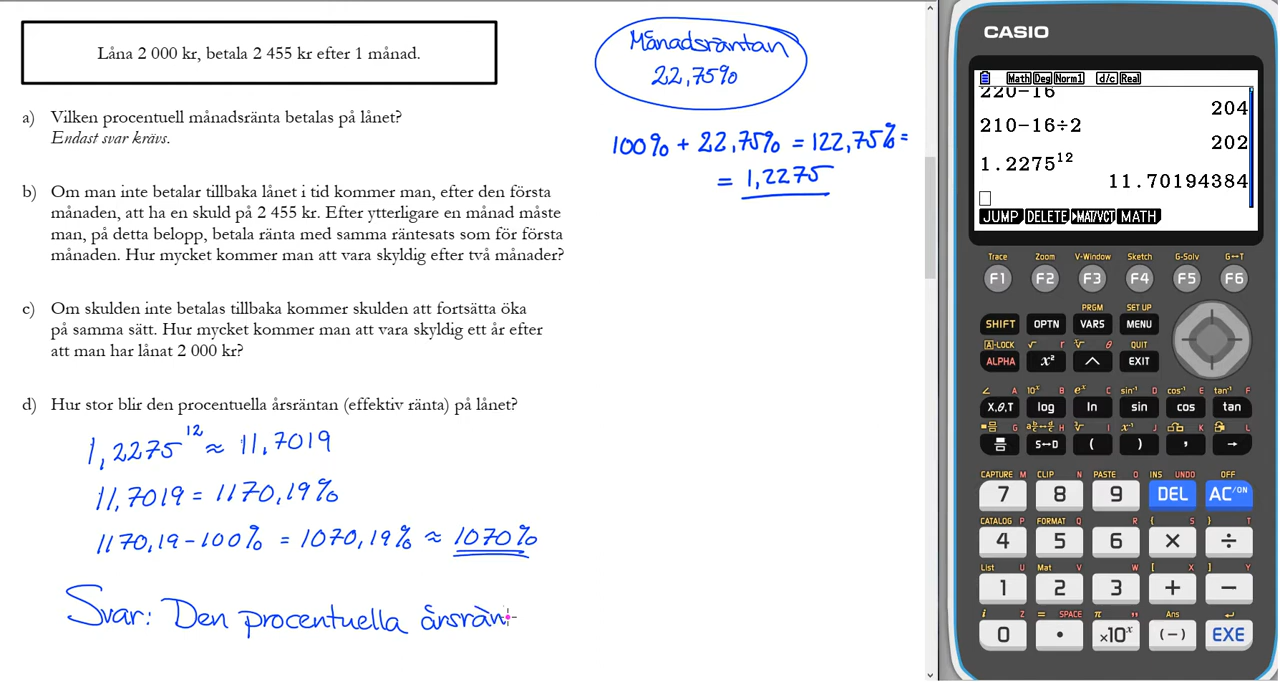 Låna 2 000 kr, betala 2 455 kr efter 1 månad.
a) Vilken procentuell månadsränta betalas på lånet?
Endast svar krävs.
b) Om man inte betalar tillbaka lånet i tid kommer man, efter den första
månaden, att ha en skuld på 2 455 kr. Efter ytterligare en månad måste
man, på detta belopp, betala ränta med samma räntesats som för första
månaden. Hur mycket kommer man att vara skyldig efter två månader?
c) Om skulden inte betalas tillbaka kommer skulden att fortsätta öka
på samma sätt. Hur mycket kommer man att vara skyldig ett år efter
att man har lånat 2 000 kr?
d) Hur stor blir den procentuella årsräntan (effektiv ränta) på lånet?
1,2275¹² ≈ 11,7019
11,7019 = 1170,19%
1170,19 - 100% = 1070,19% ≈ 1070%
Svar: Den procentuella årsrän
Månadsräntan
22,75%
100% + 22,75% = 122,75% =
= 1,2275
CASIO
Math Deg Norm1 d/c Real
220-16
204
210-16÷2
202
1.2275¹²
11.70194384
JUMP DELETE ▶MAT/VCT MATH
Trace Zoom V-Window Sketch G-Solv G↔T
F1 F2 F3 F4 F5 F6
PRGM SET UP
SHIFT OPTN VARS MENU
A-LOCK √ r ∛ θ QUIT
ALPHA x² ^ EXIT
∠ A 10ˣ B eˣ C sin⁻¹ D cos⁻¹ E tan⁻¹ F
X,θ,T log ln sin cos tan
G H I x⁻¹ J K L
S↔D ( ) , →
CAPTURE M CLIP N PASTE O INS UNDO OFF
7 8 9 DEL AC/ON
CATALOG P FORMAT Q R { S } T
4 5 6 × ÷
List U Mat V W [ X ] Y
1 2 3 + −
i Z = SPACE π ,, Ans ↵
0 • ×10ˣ (−) EXE